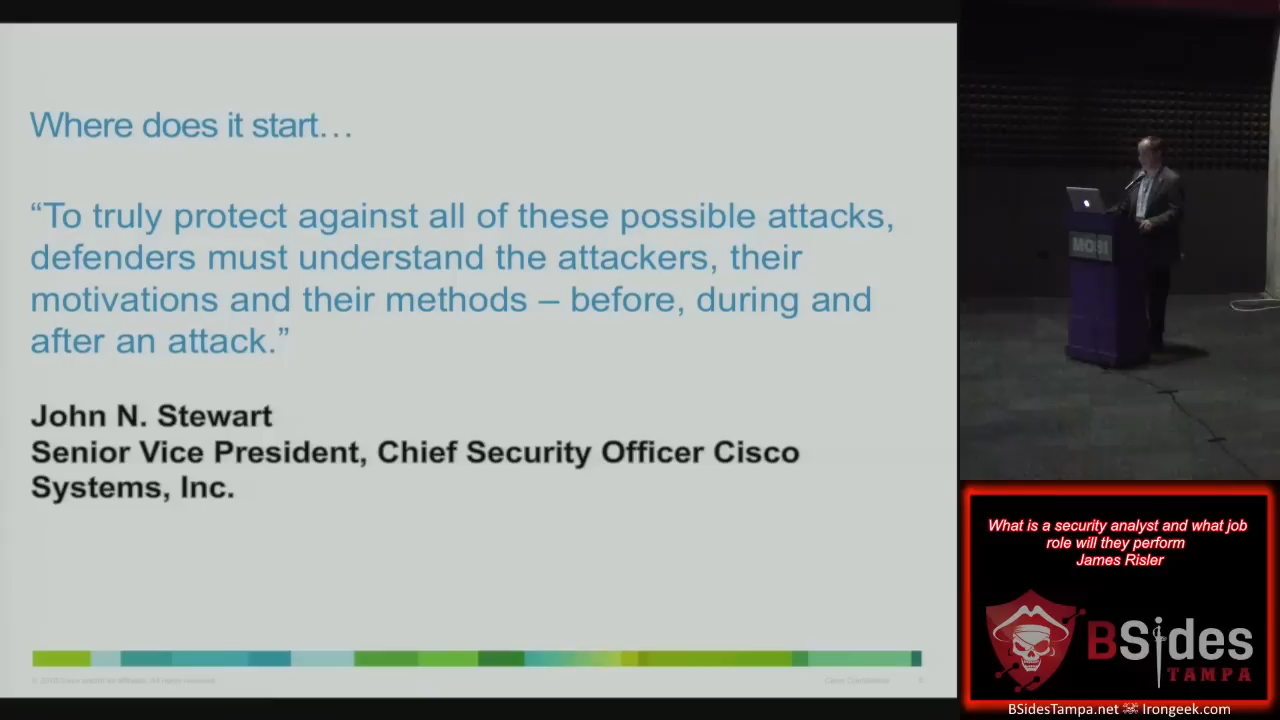 Where does it start…
“To truly protect against all of these possible attacks,
defenders must understand the attackers, their
motivations and their methods – before, during and
after an attack.”
John N. Stewart
Senior Vice President, Chief Security Officer Cisco
Systems, Inc.
MOSI
What is a security analyst and what job
role will they perform
James Risler
BSides
TAMPA
BSidesTampa.net Irongeek.com